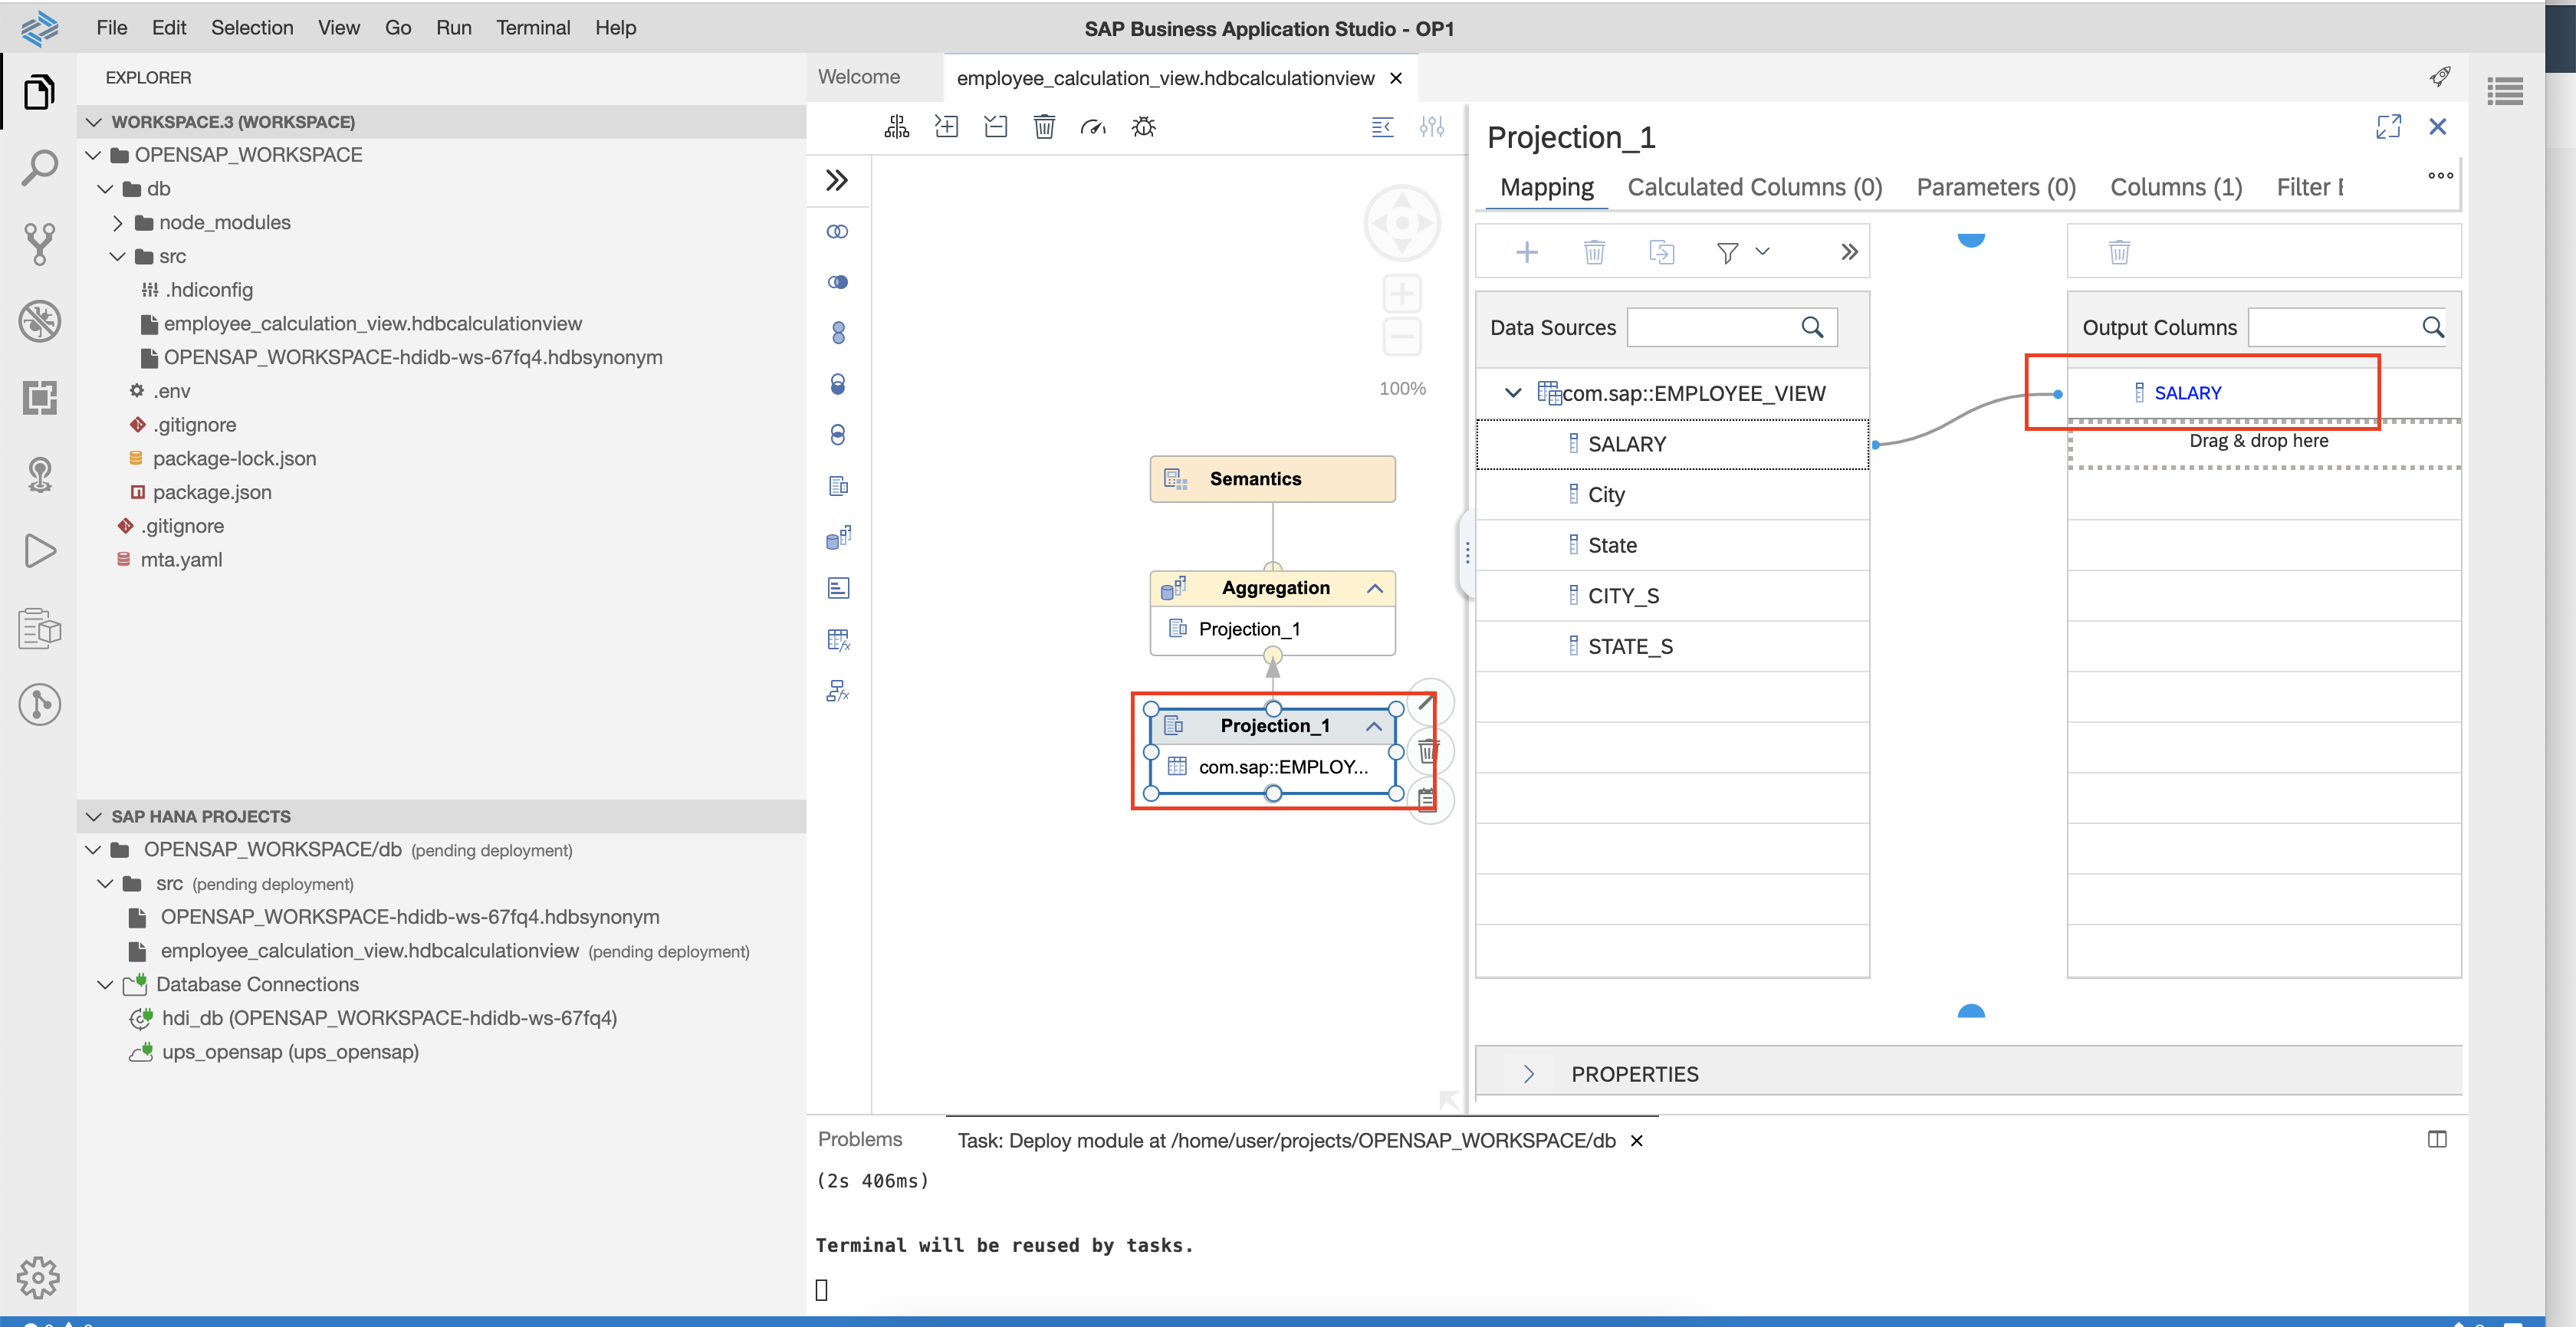 File Edit Selection View Go Run Terminal Help
SAP Business Application Studio - OP1
EXPLORER
WORKSPACE.3 (WORKSPACE)
OPENSAP_WORKSPACE
db
node_modules
src
.hdiconfig
employee_calculation_view.hdbcalculationview
OPENSAP_WORKSPACE-hdidb-ws-67fq4.hdbsynonym
.env
.gitignore
package-lock.json
package.json
.gitignore
mta.yaml
SAP HANA PROJECTS
OPENSAP_WORKSPACE/db (pending deployment)
src (pending deployment)
OPENSAP_WORKSPACE-hdidb-ws-67fq4.hdbsynonym
employee_calculation_view.hdbcalculationview (pending deployment)
Database Connections
hdi_db (OPENSAP_WORKSPACE-hdidb-ws-67fq4)
ups_opensap (ups_opensap)
Welcome
employee_calculation_view.hdbcalculationview
100%
Semantics
Aggregation
Projection_1
Projection_1
com.sap::EMPLOY...
Projection_1
Mapping Calculated Columns (0) Parameters (0) Columns (1) Filter
Data Sources
com.sap::EMPLOYEE_VIEW
SALARY
City
State
CITY_S
STATE_S
Output Columns
SALARY
Drag & drop here
PROPERTIES
Problems
Task: Deploy module at /home/user/projects/OPENSAP_WORKSPACE/db
(2s 406ms)
Terminal will be reused by tasks.